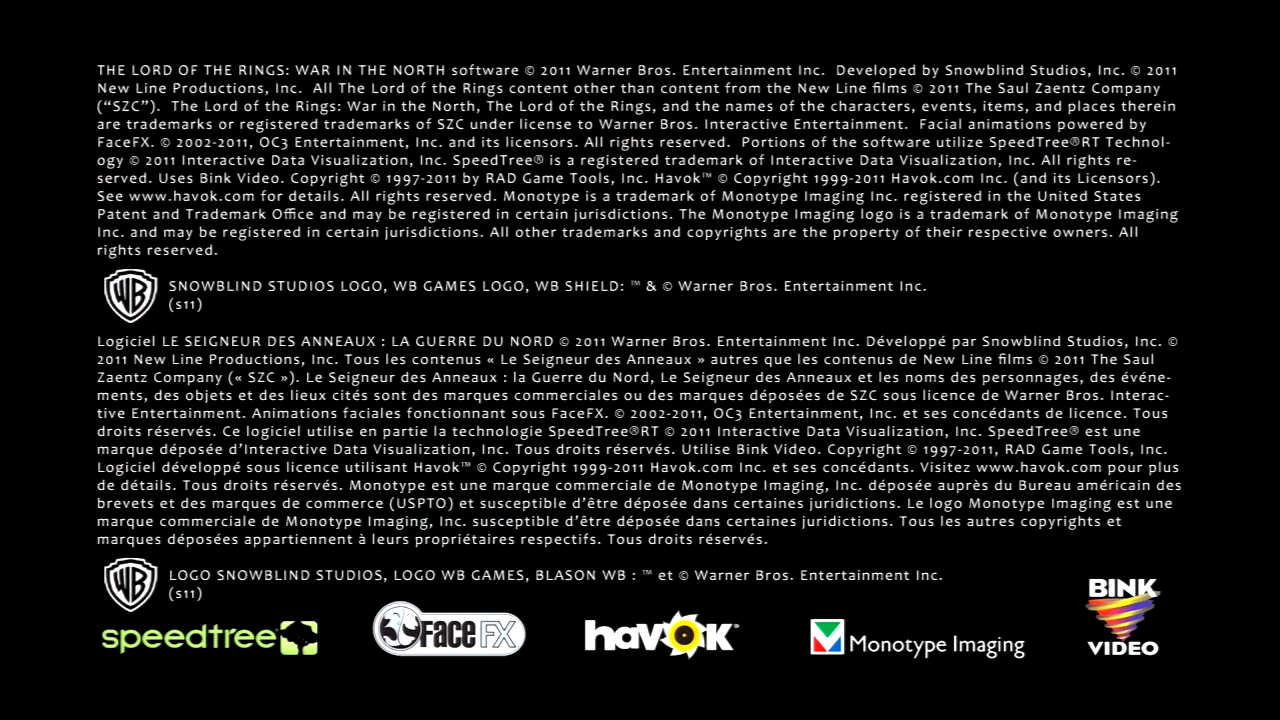 THE LORD OF THE RINGS: WAR IN THE NORTH software © 2011 Warner Bros. Entertainment Inc.  Developed by Snowblind Studios, Inc. © 2011
New Line Productions, Inc.  All The Lord of the Rings content other than content from the New Line films © 2011 The Saul Zaentz Company
(“SZC”).  The Lord of the Rings: War in the North, The Lord of the Rings, and the names of the characters, events, items, and places therein
are trademarks or registered trademarks of SZC under license to Warner Bros. Interactive Entertainment.  Facial animations powered by
FaceFX. © 2002-2011, OC3 Entertainment, Inc. and its licensors. All rights reserved.  Portions of the software utilize SpeedTree®RT Technol-
ogy © 2011 Interactive Data Visualization, Inc. SpeedTree® is a registered trademark of Interactive Data Visualization, Inc. All rights re-
served. Uses Bink Video. Copyright © 1997-2011 by RAD Game Tools, Inc. Havok™ © Copyright 1999-2011 Havok.com Inc. (and its Licensors).
See www.havok.com for details. All rights reserved. Monotype is a trademark of Monotype Imaging Inc. registered in the United States
Patent and Trademark Office and may be registered in certain jurisdictions. The Monotype Imaging logo is a trademark of Monotype Imaging
Inc. and may be registered in certain jurisdictions. All other trademarks and copyrights are the property of their respective owners. All
rights reserved.
WB
SNOWBLIND STUDIOS LOGO, WB GAMES LOGO, WB SHIELD: ™ & © Warner Bros. Entertainment Inc.
(s11)
Logiciel LE SEIGNEUR DES ANNEAUX : LA GUERRE DU NORD © 2011 Warner Bros. Entertainment Inc. Développé par Snowblind Studios, Inc. ©
2011 New Line Productions, Inc. Tous les contenus « Le Seigneur des Anneaux » autres que les contenus de New Line films © 2011 The Saul
Zaentz Company (« SZC »). Le Seigneur des Anneaux : la Guerre du Nord, Le Seigneur des Anneaux et les noms des personnages, des événe-
ments, des objets et des lieux cités sont des marques commerciales ou des marques déposées de SZC sous licence de Warner Bros. Interac-
tive Entertainment. Animations faciales fonctionnant sous FaceFX. © 2002-2011, OC3 Entertainment, Inc. et ses concédants de licence. Tous
droits réservés. Ce logiciel utilise en partie la technologie SpeedTree®RT © 2011 Interactive Data Visualization, Inc. SpeedTree® est une
marque déposée d’Interactive Data Visualization, Inc. Tous droits réservés. Utilise Bink Video. Copyright © 1997-2011, RAD Game Tools, Inc.
Logiciel développé sous licence utilisant Havok™ © Copyright 1999-2011 Havok.com Inc. et ses concédants. Visitez www.havok.com pour plus
de détails. Tous droits réservés. Monotype est une marque commerciale de Monotype Imaging, Inc. déposée auprès du Bureau américain des
brevets et des marques de commerce (USPTO) et susceptible d’être déposée dans certaines juridictions. Le logo Monotype Imaging est une
marque commerciale de Monotype Imaging, Inc. susceptible d’être déposée dans certaines juridictions. Tous les autres copyrights et
marques déposées appartiennent à leurs propriétaires respectifs. Tous droits réservés.
WB
LOGO SNOWBLIND STUDIOS, LOGO WB GAMES, BLASON WB : ™ et © Warner Bros. Entertainment Inc.
(s11)
speedtree®
FACE FX
havok®
Monotype Imaging
BINK
VIDEO